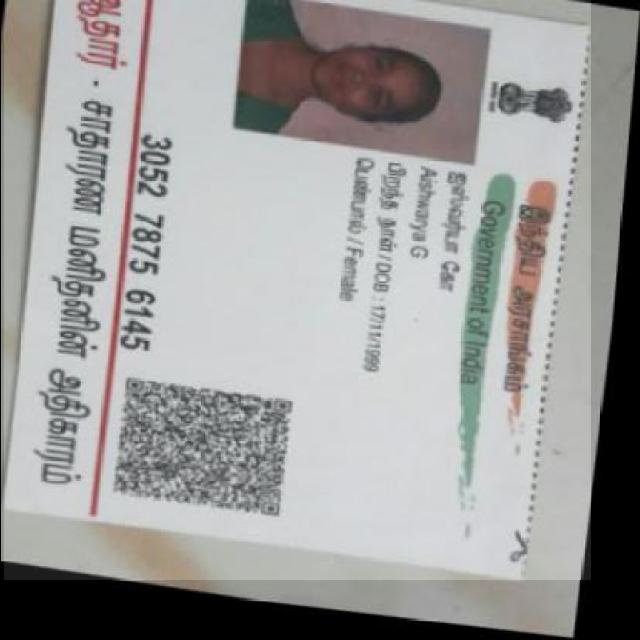 இந்திய அரசாங்கம்
Government of India
ஐஸ்வர்யா கோ
Aishwarya G
பிறந்த நாள் / DOB : 17/11/1999
பெண்பால் / Female
3052 7875 6145
ஆதார் - சாதாரண மனிதனின் அதிகாரம்